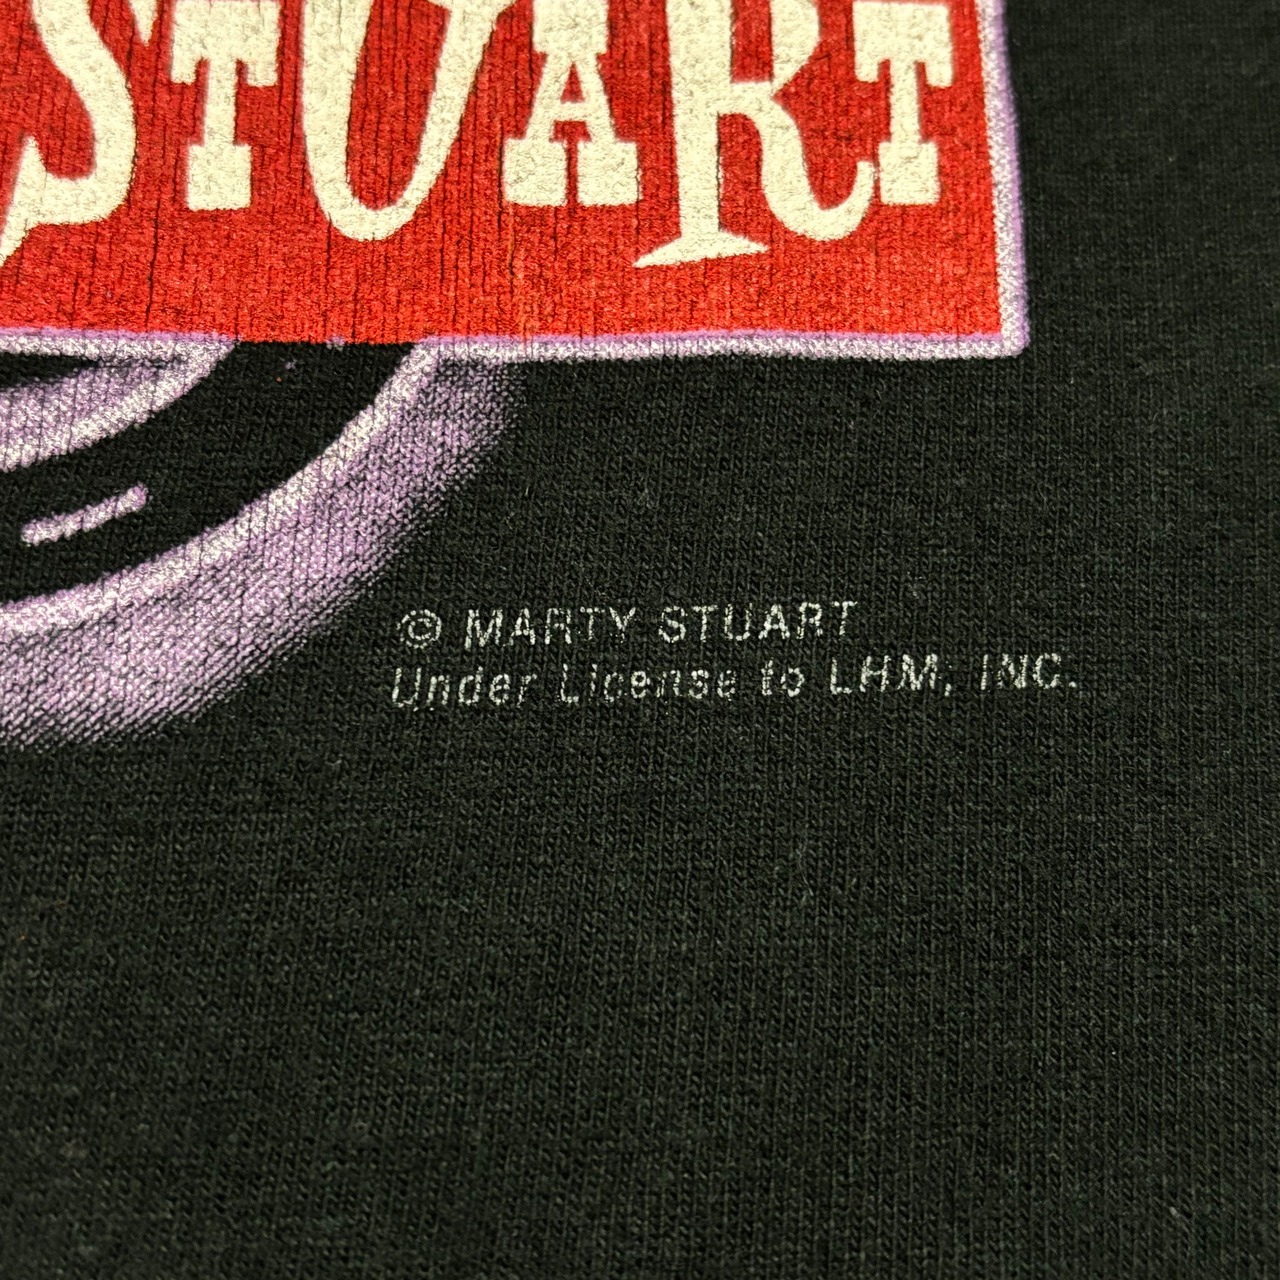 STUART
© MARTY STUART
Under License to LHM, INC.